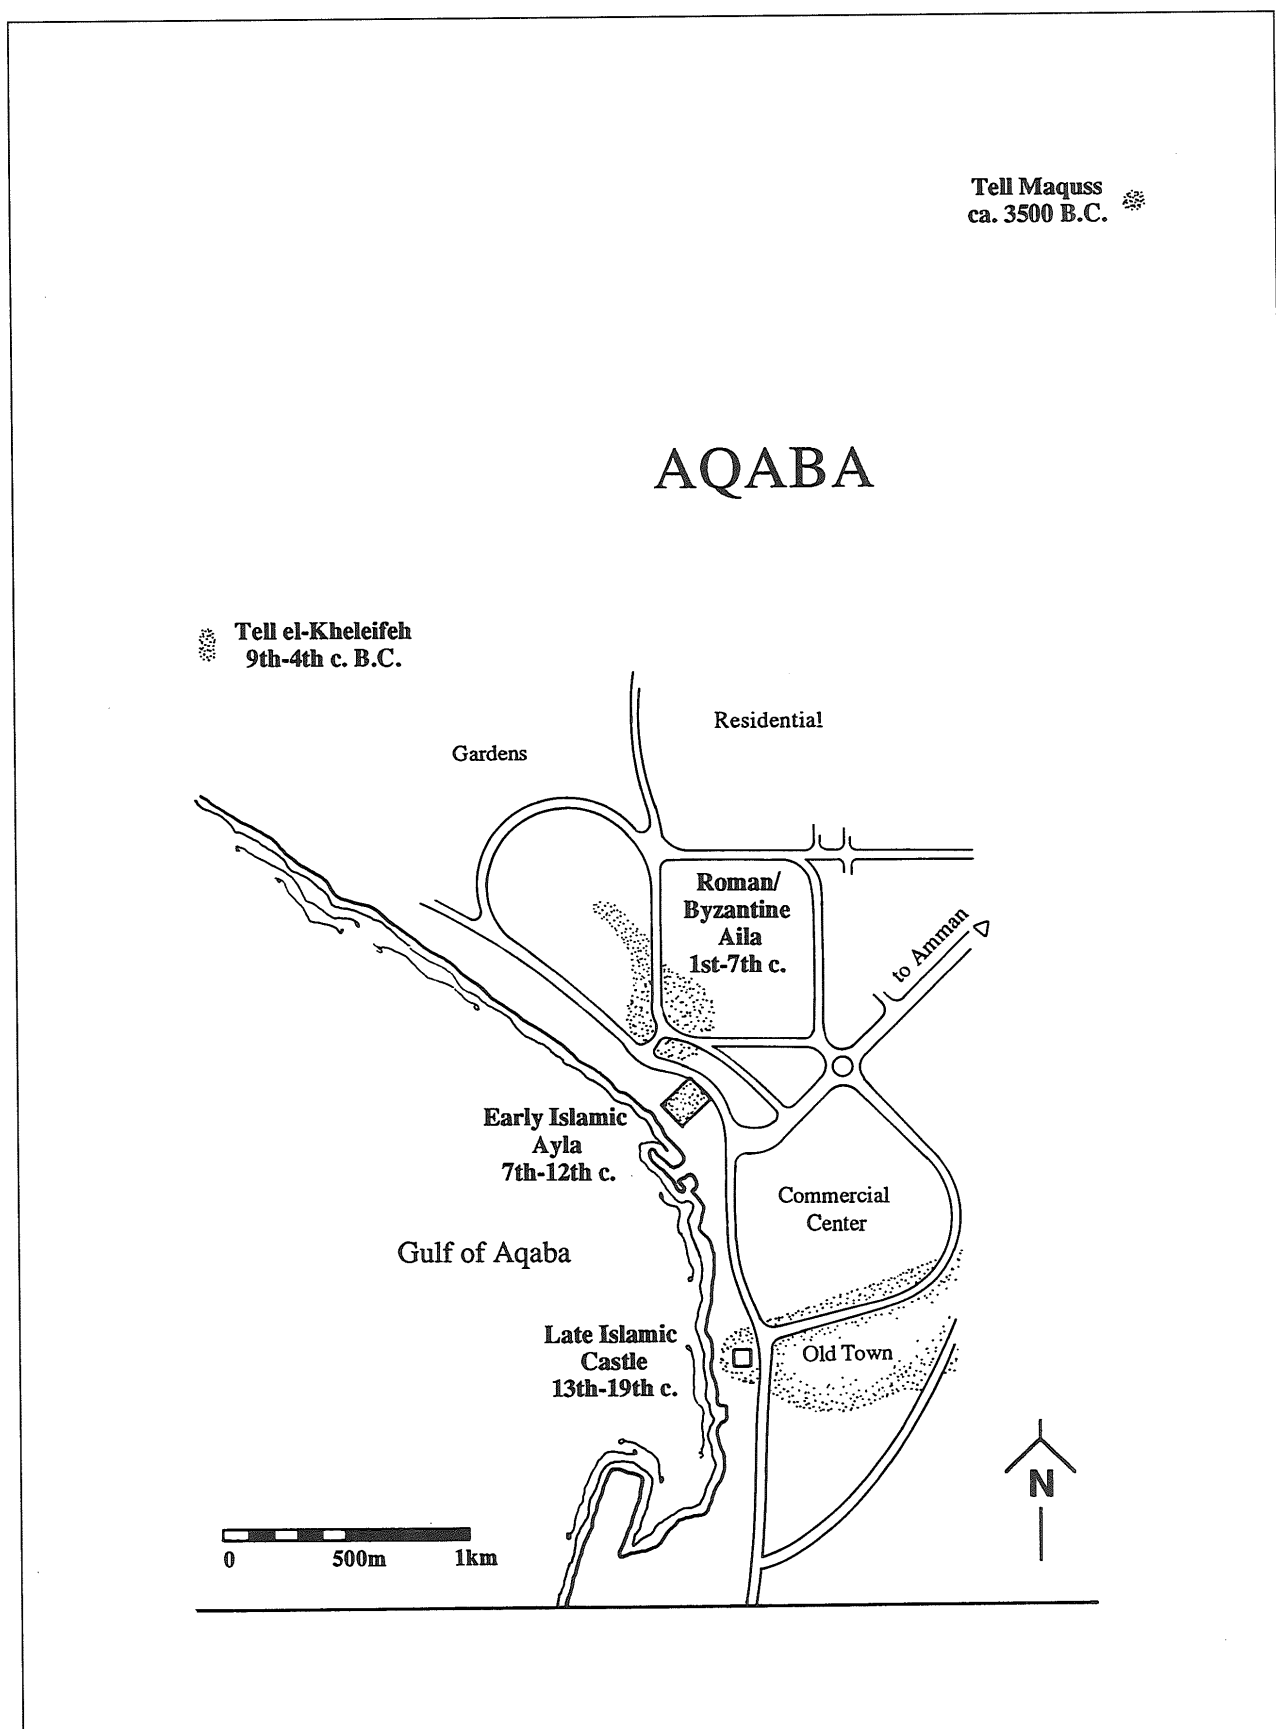 Tell Maquss
ca. 3500 B.C.
AQABA
Tell el-Kheleifeh
9th-4th c. B.C.
Residential
Gardens
Roman/
Byzantine
Aila
1st-7th c.
to Amman
Early Islamic
Ayla
7th-12th c.
Commercial
Center
Gulf of Aqaba
Late Islamic
Castle
13th-19th c.
Old Town
N
0 500m 1km